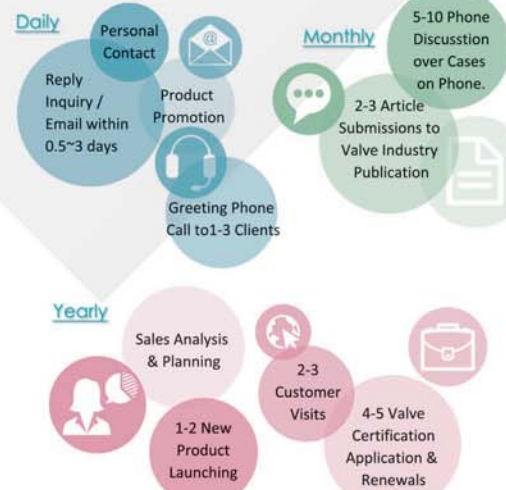 Daily
Personal
Contact
Reply
Inquiry /
Email within
0.5~3 days
@
Product
Promotion
Greeting Phone
Call to1-3 Clients
Monthly
5-10 Phone
Discusstion
over Cases
on Phone.
2-3 Article
Submissions to
Valve Industry
Publication
Yearly
Sales Analysis
& Planning
1-2 New
Product
Launching
2-3
Customer
Visits
4-5 Valve
Certification
Application &
Renewals